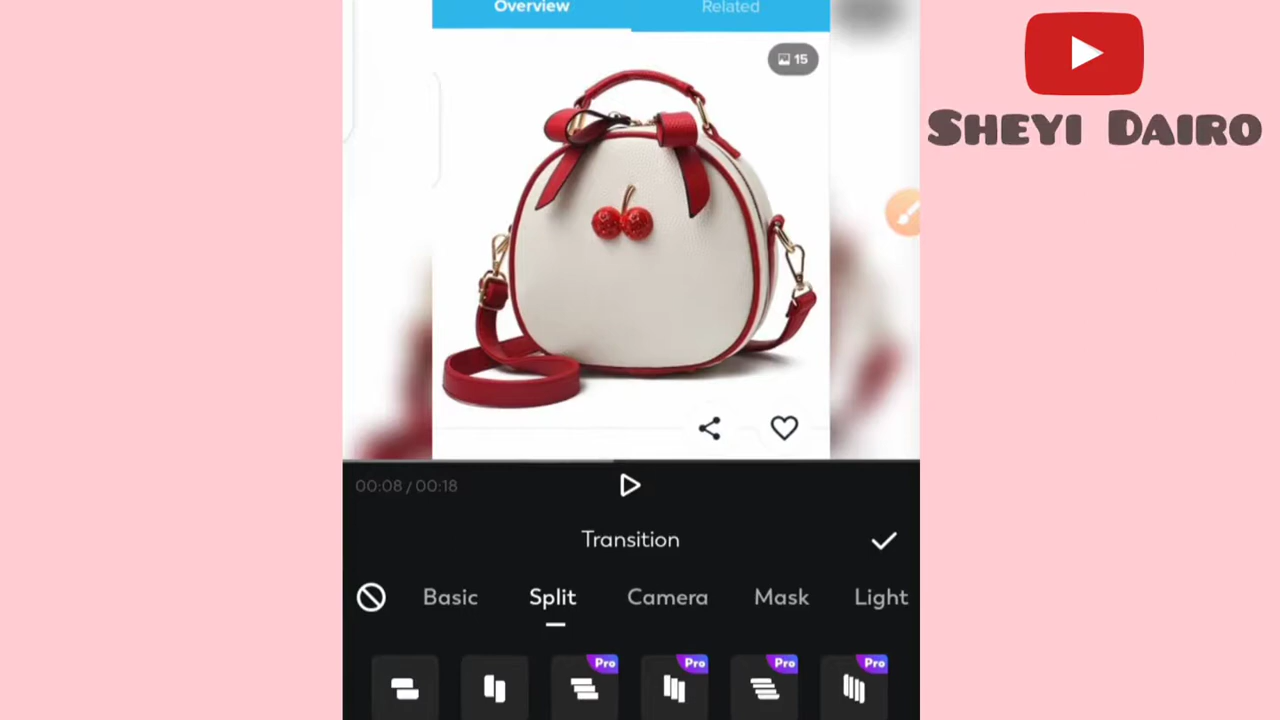 Overview Related
15
Sheyi Dairo
00:08 / 00:18
Transition
Basic Split Camera Mask Light
Pro Pro Pro Pro